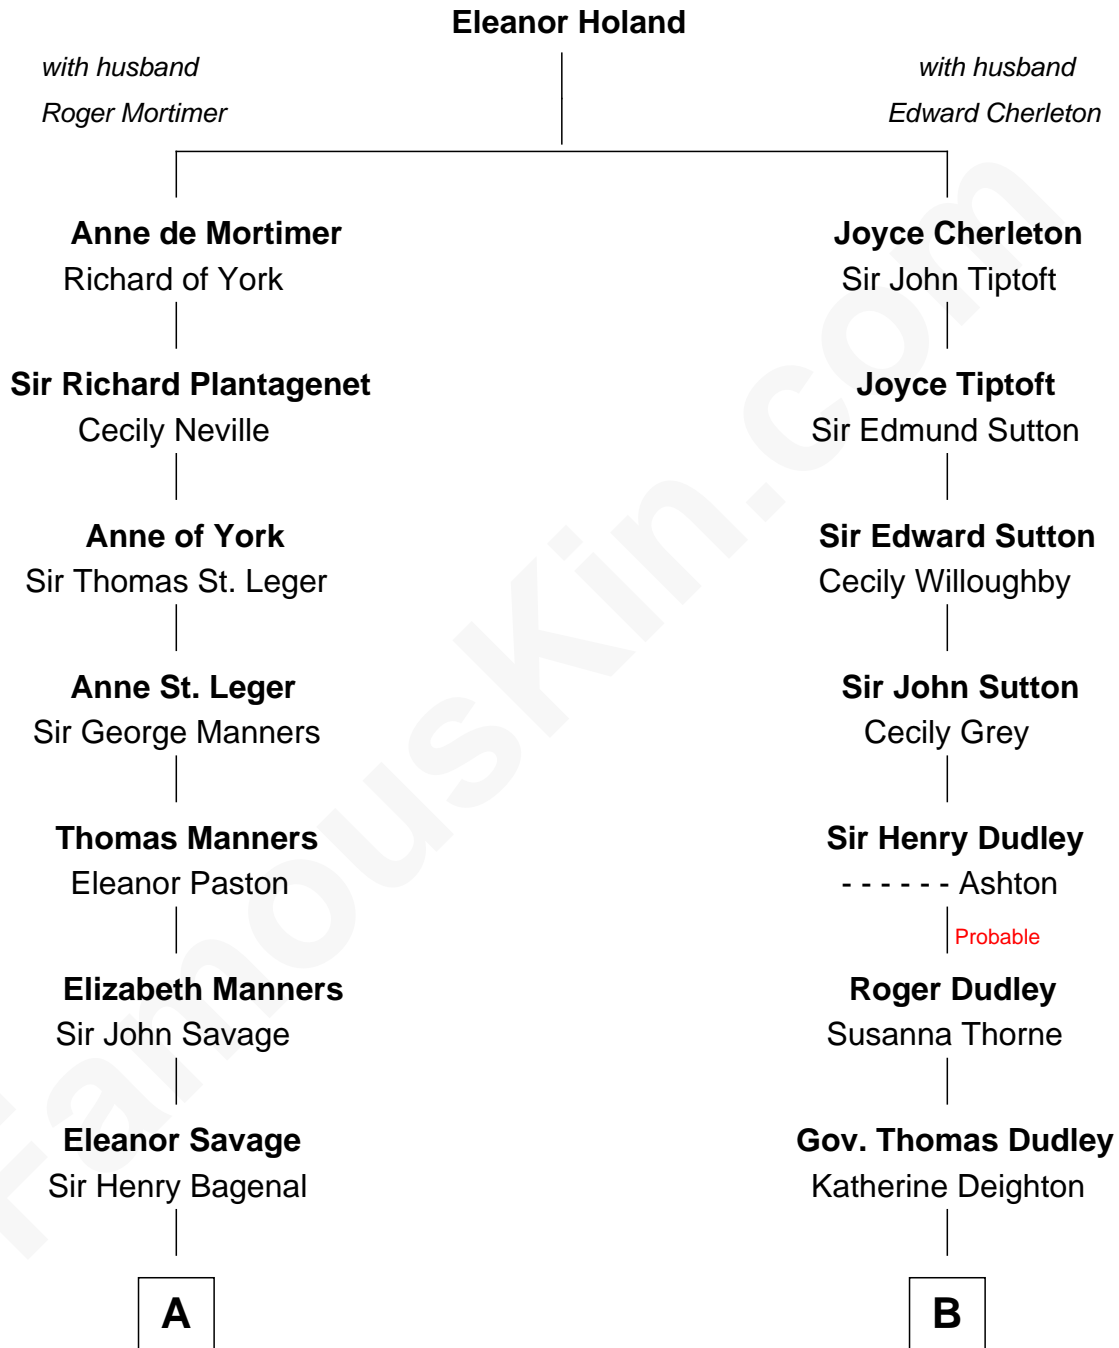 Eleanor Holand
with husband
Roger Mortimer
with husband
Edward Cherleton
Anne de Mortimer
Richard of York
Joyce Cherleton
Sir John Tiptoft
Sir Richard Plantagenet
Cecily Neville
Joyce Tiptoft
Sir Edmund Sutton
Anne of York
Sir Thomas St. Leger
Sir Edward Sutton
Cecily Willoughby
Anne St. Leger
Sir George Manners
Sir John Sutton
Cecily Grey
Thomas Manners
Eleanor Paston
Sir Henry Dudley
- - - - - - Ashton
Probable
Elizabeth Manners
Sir John Savage
Roger Dudley
Susanna Thorne
Eleanor Savage
Sir Henry Bagenal
Gov. Thomas Dudley
Katherine Deighton
A
B
FamousKin.com